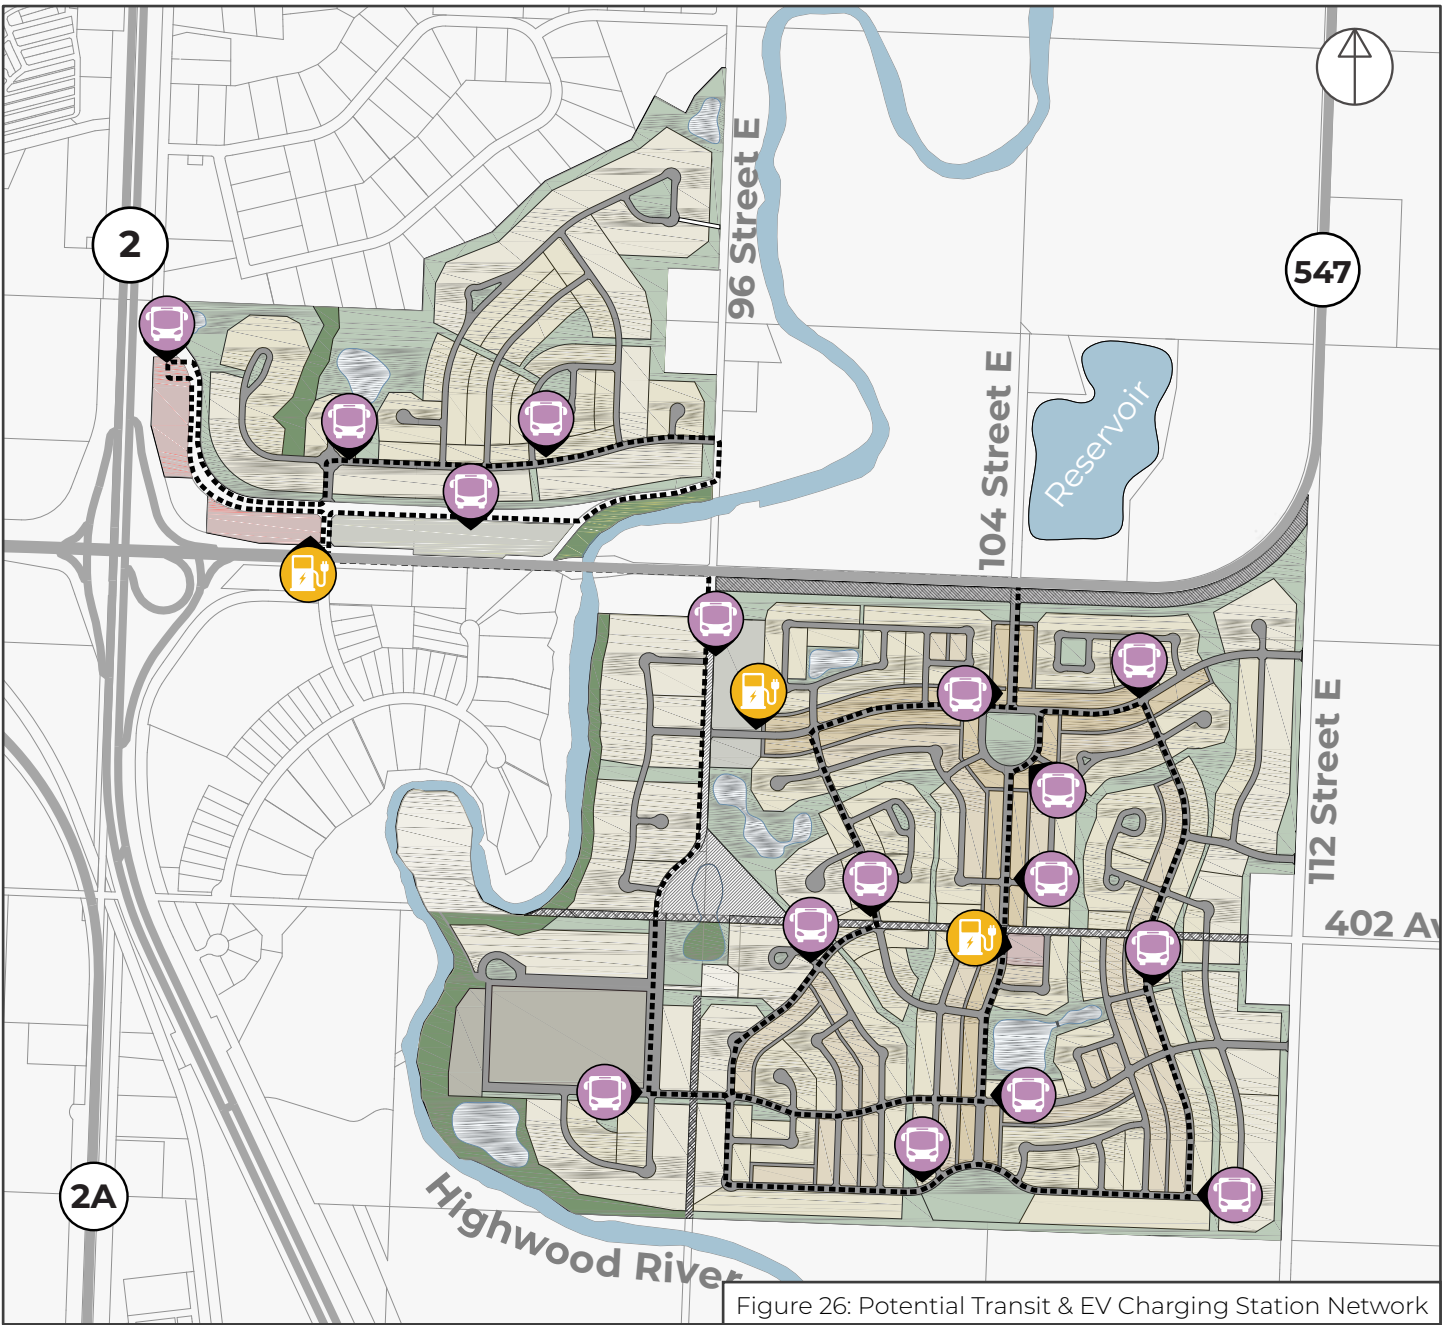 2
96 Street E
547
104 Street E
Reservoir
112 Street E
402 Av
2A
Highwood River
Figure 26: Potential Transit & EV Charging Station Network